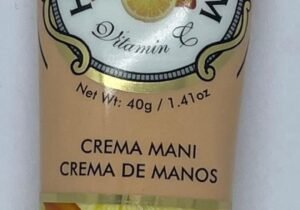 Vitamin C
Net Wt: 40g / 1.41oz
CREMA MANI
CREMA DE MANOS